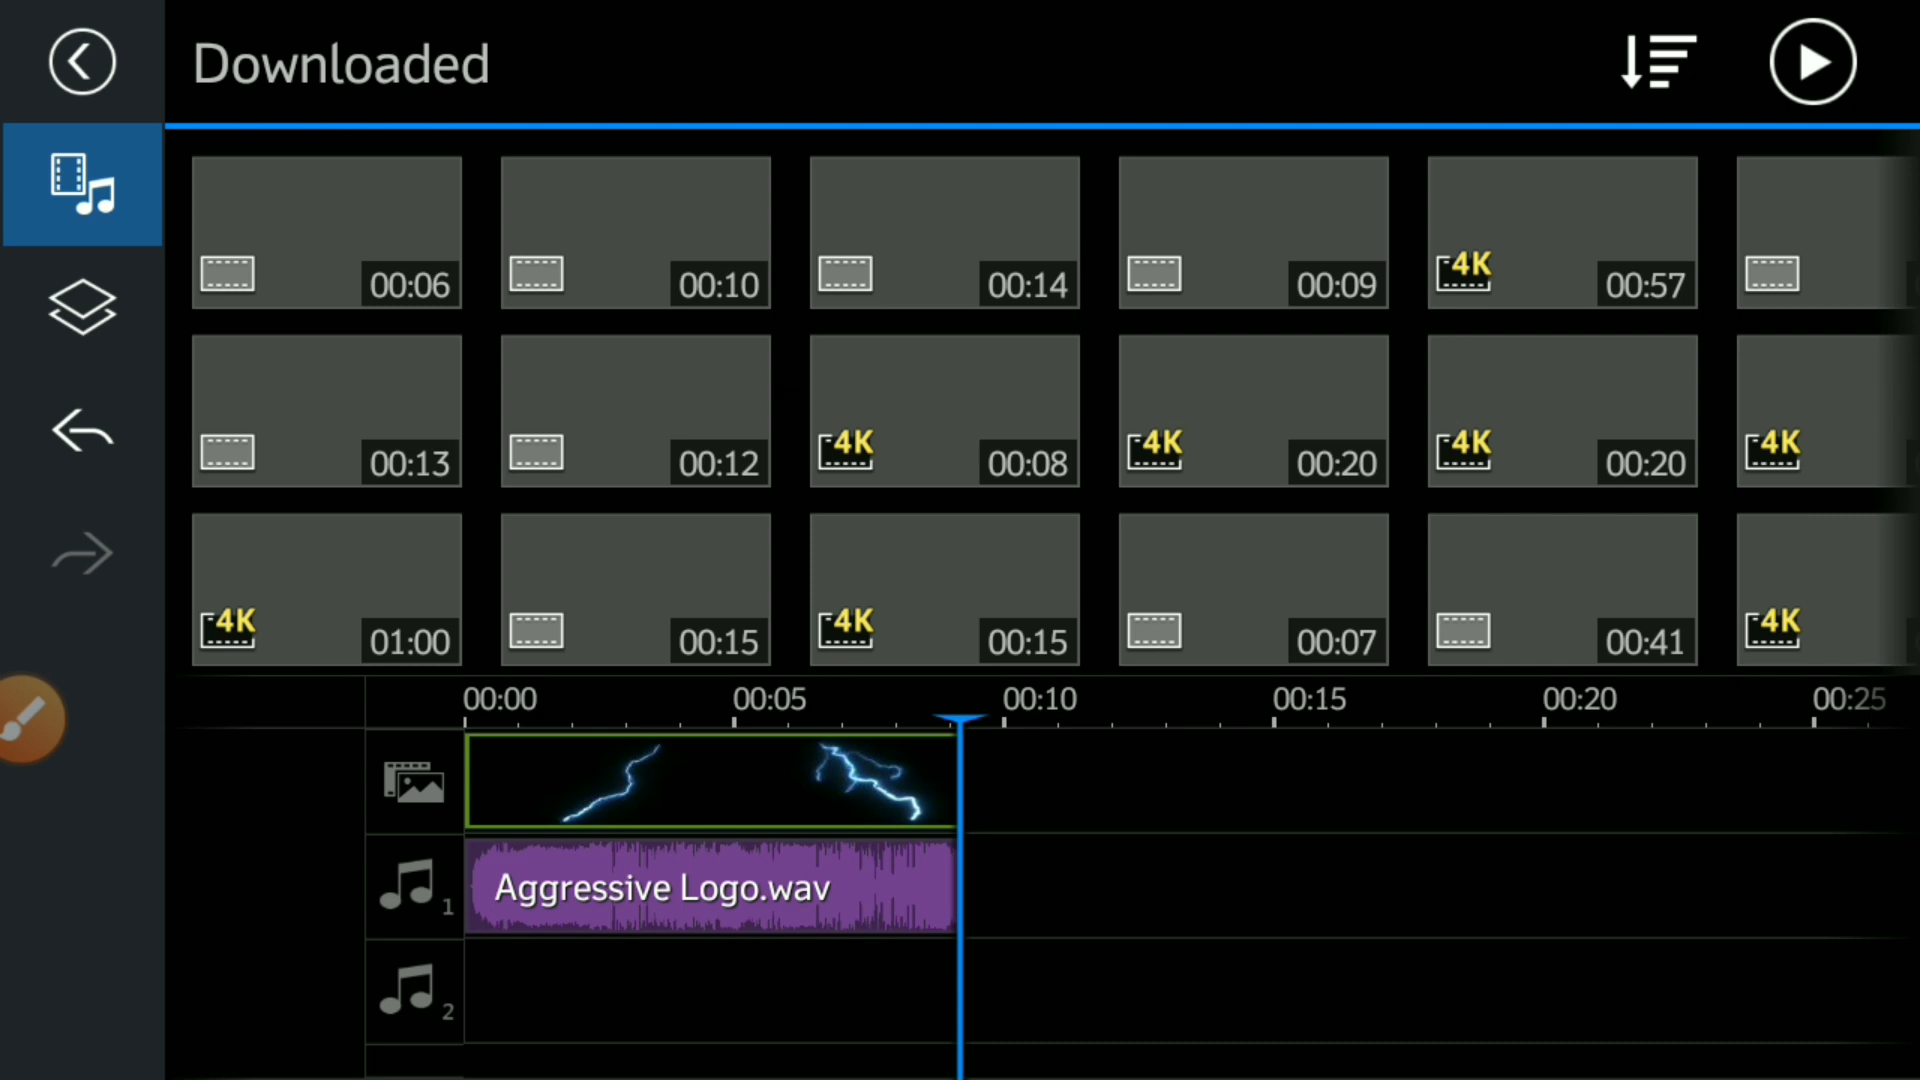 Downloaded
00:06 00:10 00:14 00:09 4K 00:57
00:13 00:12 4K 00:08 4K 00:20 4K 00:20 4K
4K 01:00 00:15 4K 00:15 00:07 00:41 4K
00:00 00:05 00:10 00:15 00:20 00:25
Aggressive Logo.wav
1
2